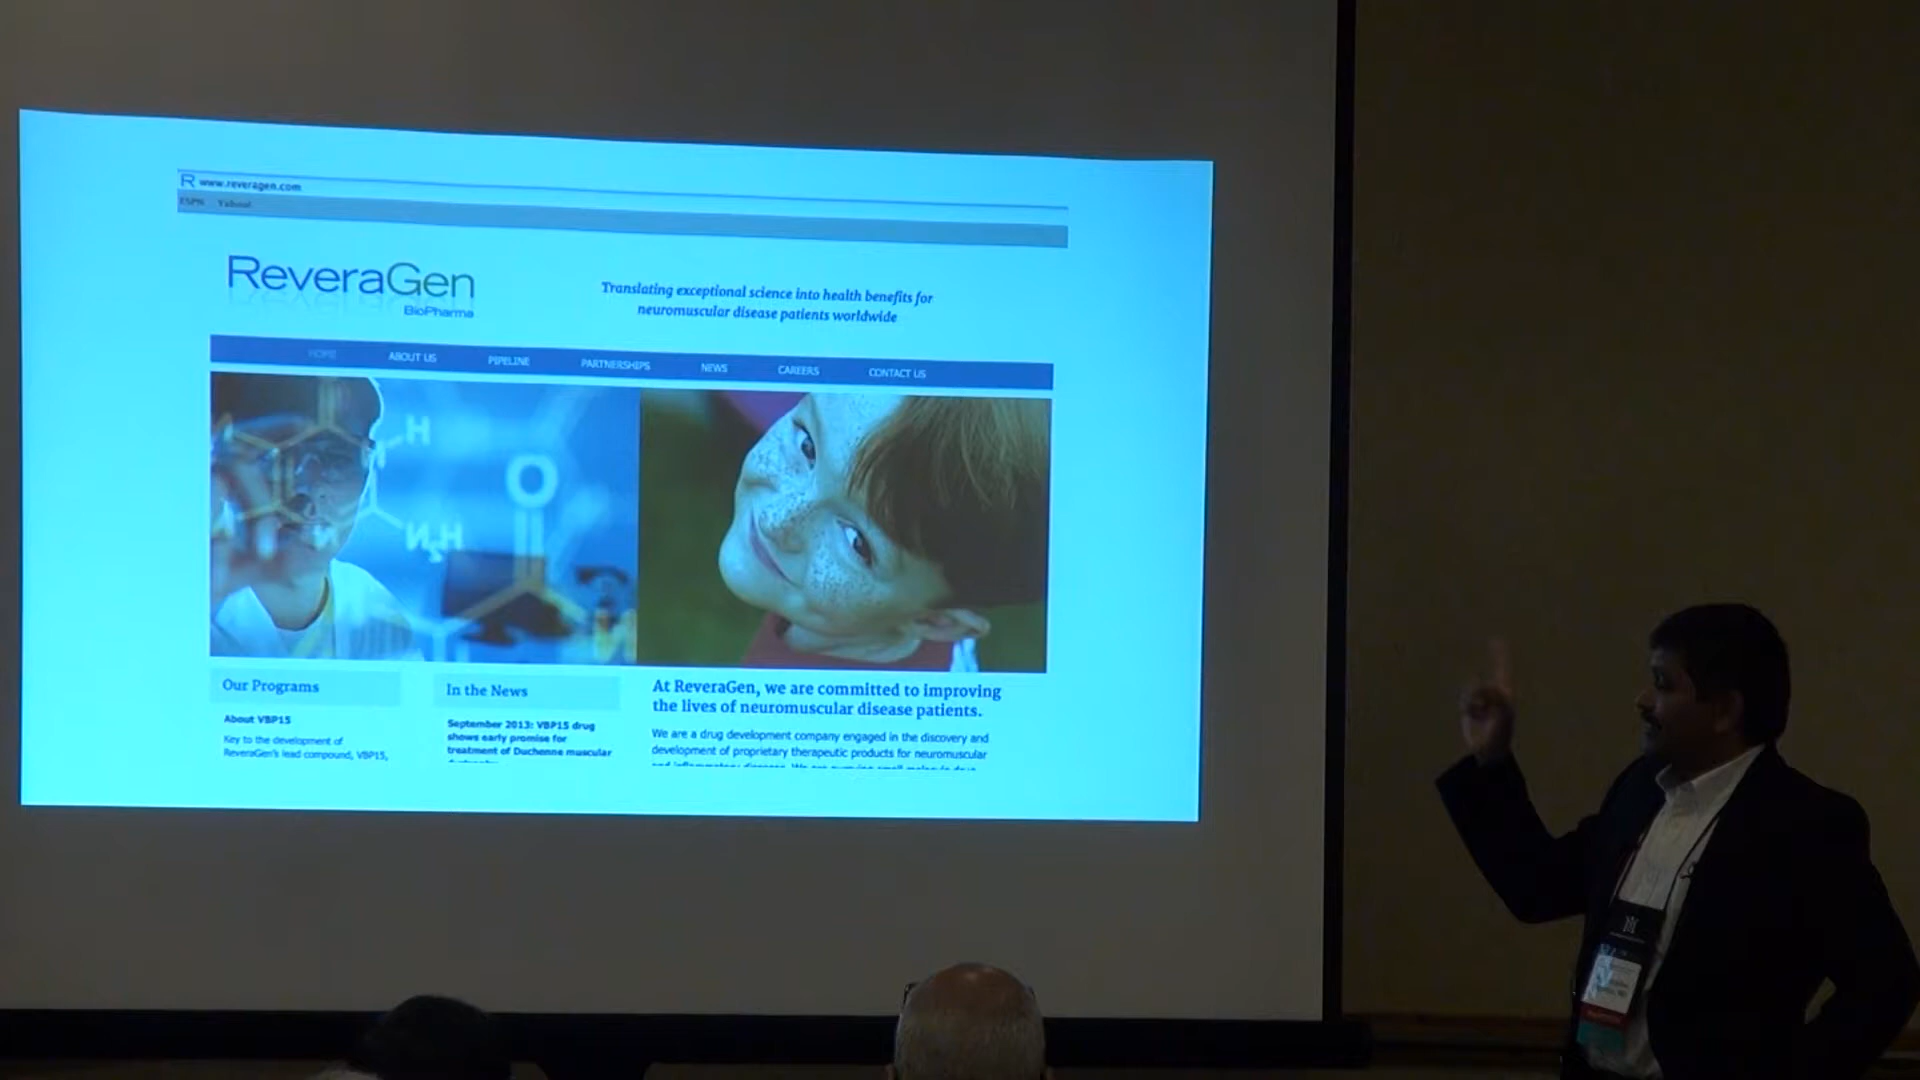 R www.reveragen.com
ESPN Yahoo!
ReveraGen
BioPharma
Translating exceptional science into health benefits for
neuromuscular disease patients worldwide
HOME ABOUT US PIPELINE PARTNERSHIPS NEWS CAREERS CONTACT US
H
O
N
H₂N
Our Programs
About VBP15
Key to the development of
ReveraGen's lead compound, VBP15,
In the News
September 2013: VBP15 drug
shows early promise for
treatment of Duchenne muscular
At ReveraGen, we are committed to improving
the lives of neuromuscular disease patients.
We are a drug development company engaged in the discovery and
development of proprietary therapeutic products for neuromuscular